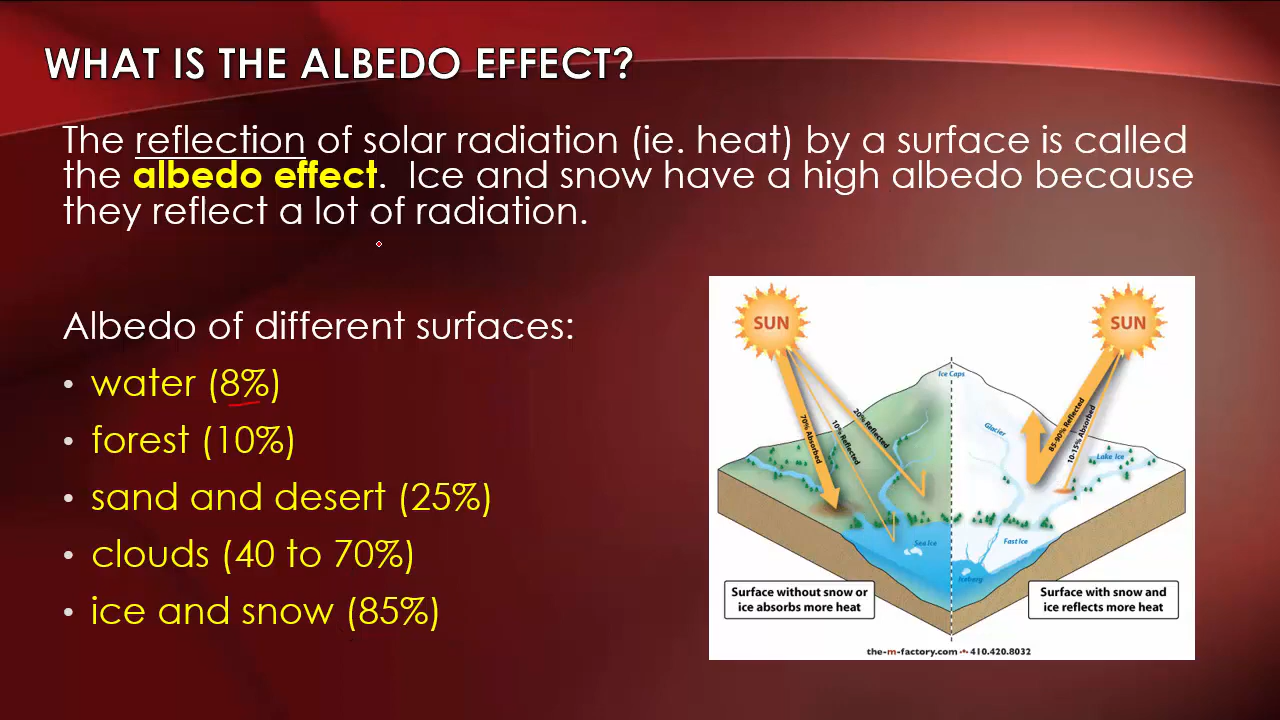 WHAT IS THE ALBEDO EFFECT?
The reflection of solar radiation (ie. heat) by a surface is called
the albedo effect. Ice and snow have a high albedo because
they reflect a lot of radiation.
Albedo of different surfaces:
• water (8%)
• forest (10%)
• sand and desert (25%)
• clouds (40 to 70%)
• ice and snow (85%)
SUN
SUN
Ice Caps
70% Absorbed
10% Reflected
20% Reflected
Glacier
85-90% Reflected
10-15% Absorbed
Lake Ice
Sea Ice
Fast Ice
Iceberg
Surface without snow or
ice absorbs more heat
Surface with snow and
ice reflects more heat
the-m-factory.com 410.420.8032